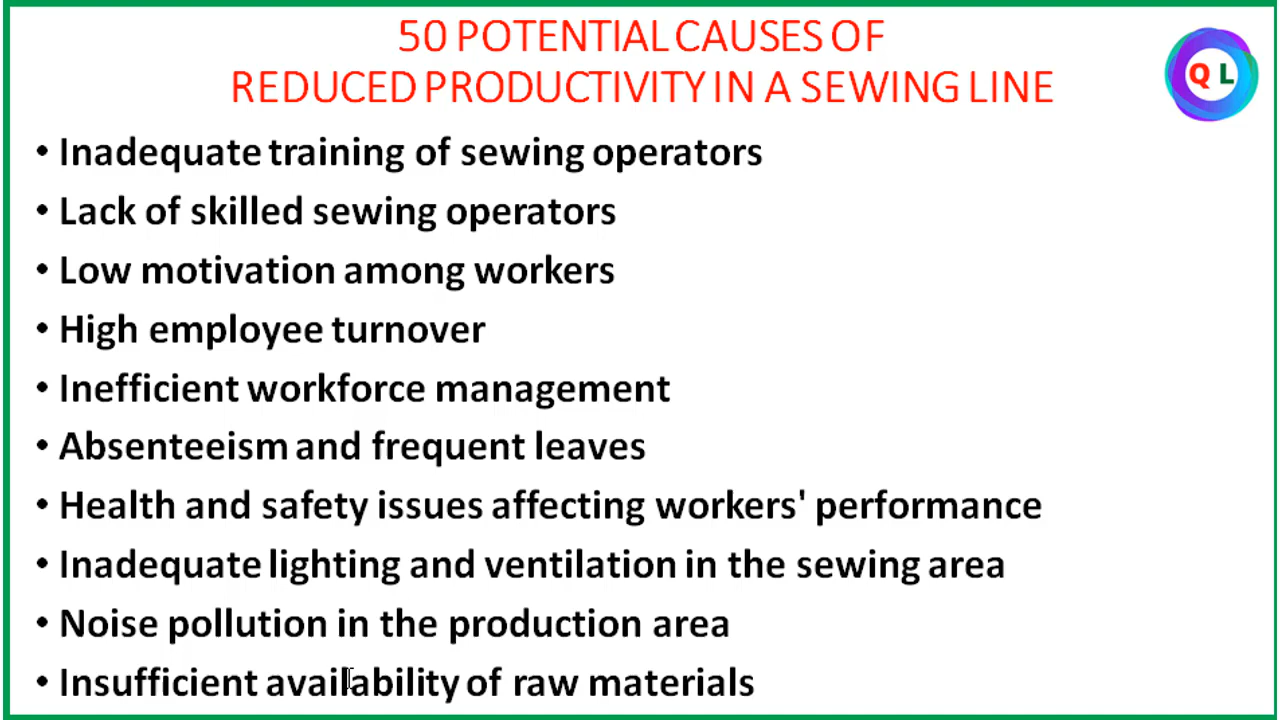 50 POTENTIAL CAUSES OF
REDUCED PRODUCTIVITY IN A SEWING LINE
QL
• Inadequate training of sewing operators
• Lack of skilled sewing operators
• Low motivation among workers
• High employee turnover
• Inefficient workforce management
• Absenteeism and frequent leaves
• Health and safety issues affecting workers' performance
• Inadequate lighting and ventilation in the sewing area
• Noise pollution in the production area
• Insufficient availability of raw materials